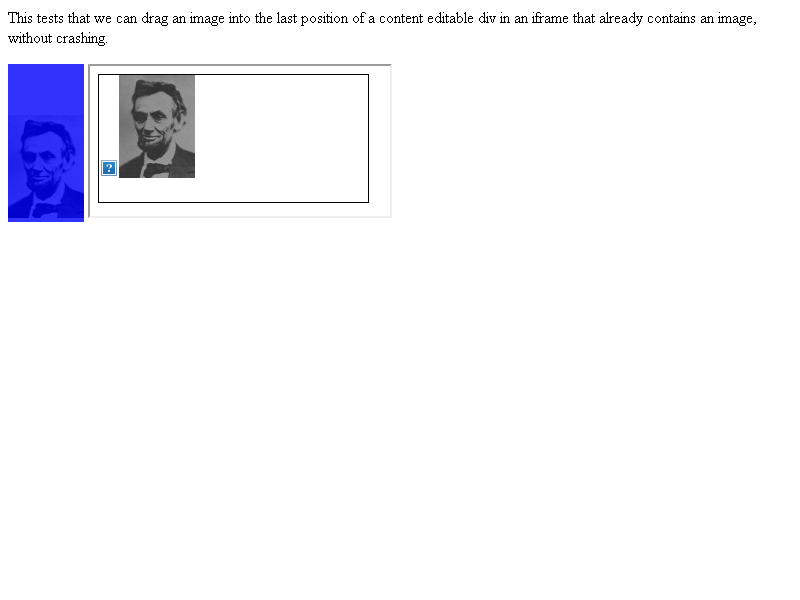 This tests that we can drag an image into the last position of a content editable div in an iframe that already contains an image,
without crashing.
?